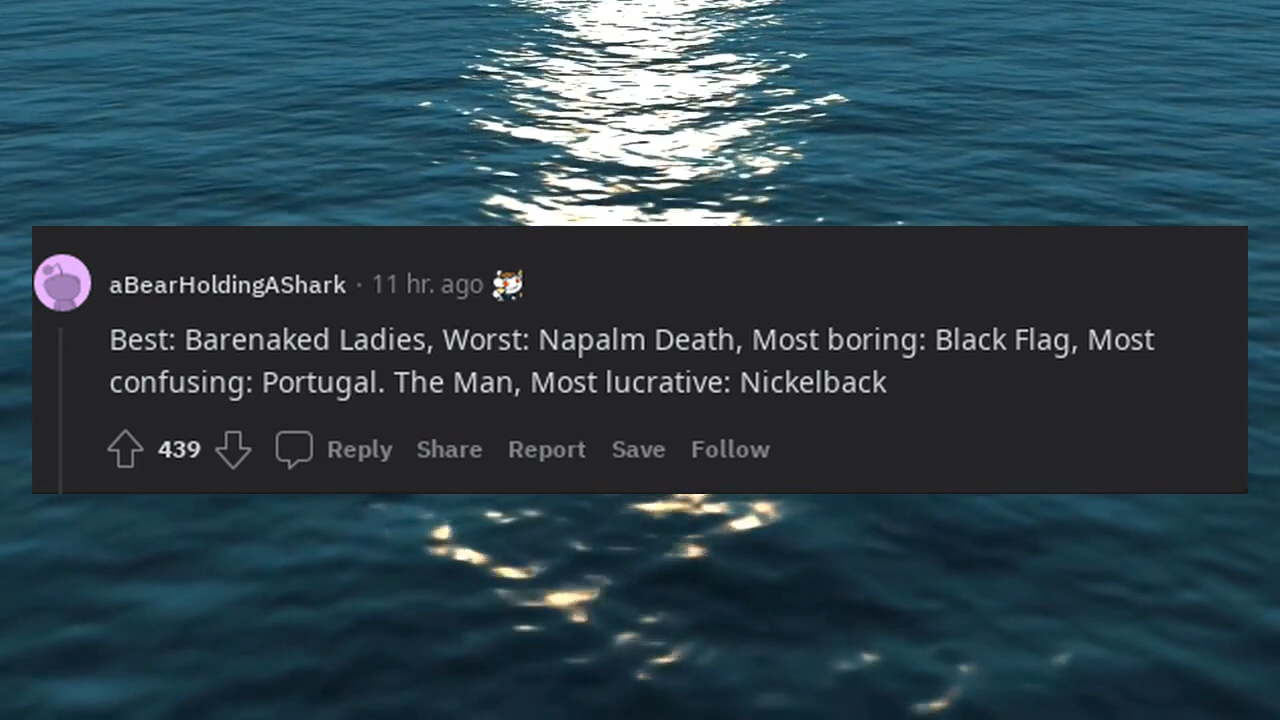 aBearHoldingAShark · 11 hr. ago
Best: Barenaked Ladies, Worst: Napalm Death, Most boring: Black Flag, Most
confusing: Portugal. The Man, Most lucrative: Nickelback
439 Reply Share Report Save Follow